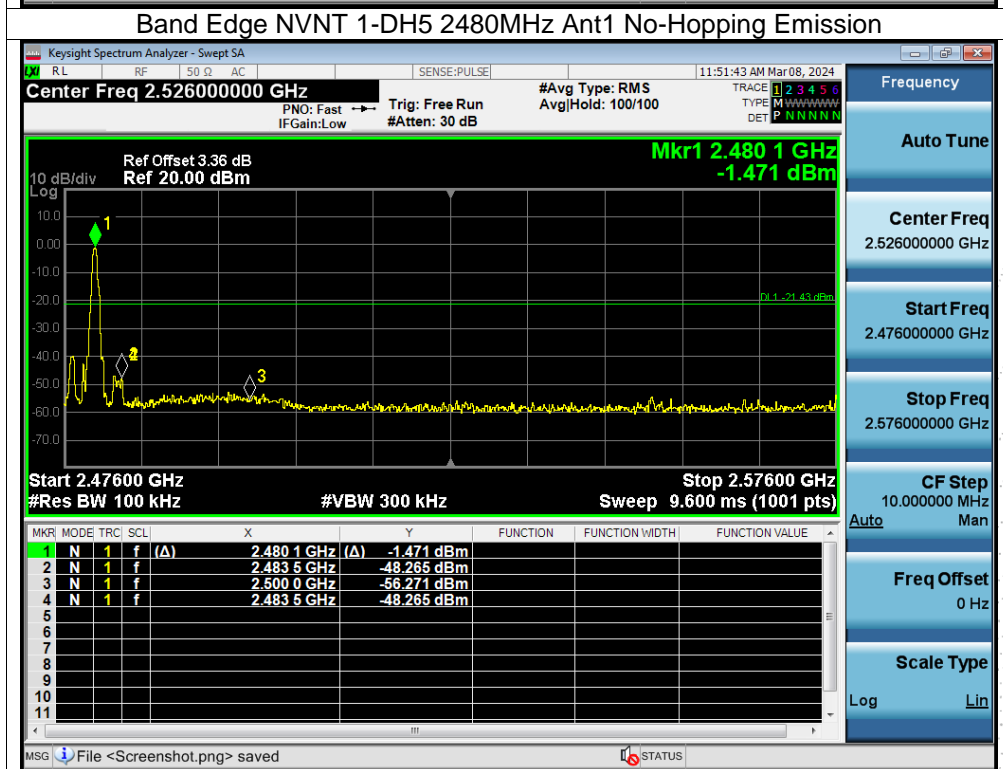 Band Edge NVNT 1-DH5 2480MHz Ant1 No-Hopping Emission
Keysight Spectrum Analyzer - Swept SA
LXI RL RF 50 Ω AC SENSE:PULSE 11:51:43 AM Mar 08, 2024
Center Freq 2.526000000 GHz
PNO: Fast
IFGain:Low
Trig: Free Run
#Atten: 30 dB
#Avg Type: RMS
Avg|Hold: 100/100
TRACE 1 2 3 4 5 6
TYPE M WWWWW
DET P N N N N N
Frequency
Auto Tune
Center Freq
2.526000000 GHz
Start Freq
2.476000000 GHz
Stop Freq
2.576000000 GHz
CF Step
10.000000 MHz
Auto Man
Freq Offset
0 Hz
Scale Type
Log Lin
Mkr1 2.480 1 GHz
-1.471 dBm
Ref Offset 3.36 dB
10 dB/div Ref 20.00 dBm
Log
10.0
0.00
-10.0
-20.0
-30.0
-40.0
-50.0
-60.0
-70.0
1
2
3
DL1 -21.43 dBm
Start 2.47600 GHz Stop 2.57600 GHz
#Res BW 100 kHz #VBW 300 kHz Sweep 9.600 ms (1001 pts)
MKR MODE TRC SCL X Y FUNCTION FUNCTION WIDTH FUNCTION VALUE
1 N 1 f (Δ) 2.480 1 GHz (Δ) -1.471 dBm
2 N 1 f 2.483 5 GHz -48.265 dBm
3 N 1 f 2.500 0 GHz -56.271 dBm
4 N 1 f 2.483 5 GHz -48.265 dBm
5
6
7
8
9
10
11
MSG File <Screenshot.png> saved STATUS